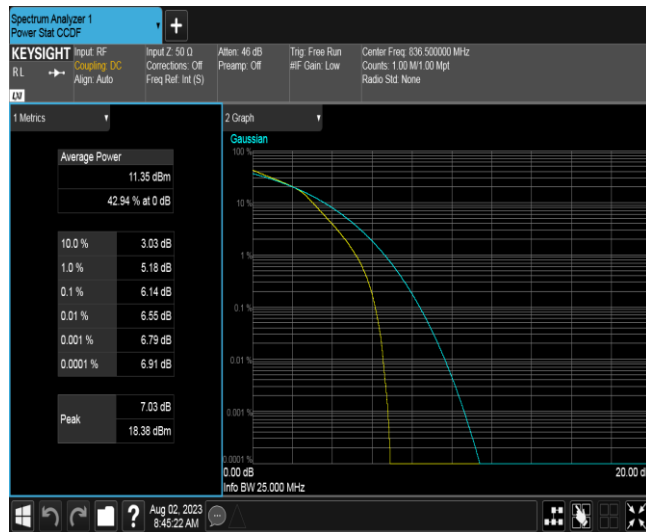 Spectrum Analyzer 1
Power Stat CCDF
+
KEYSIGHT
RL
LXI
Input: RF
Coupling: DC
Align: Auto
Input Z: 50 Ω
Corrections: Off
Freq Ref: Int (S)
Atten: 46 dB
Preamp: Off
Trig: Free Run
#IF Gain: Low
Center Freq: 836.500000 MHz
Counts: 1.00 M/1.00 Mpt
Radio Std: None
1 Metrics
Average Power
11.35 dBm
42.94 % at 0 dB
10.0 % 3.03 dB
1.0 % 5.18 dB
0.1 % 6.14 dB
0.01 % 6.55 dB
0.001 % 6.79 dB
0.0001 % 6.91 dB
Peak
7.03 dB
18.38 dBm
2 Graph
Gaussian
100 %
10 %
1 %
0.1 %
0.01 %
0.001 %
0.0001 %
0.00 dB
20.00 d
Info BW 25.000 MHz
?
Aug 02, 2023
8:45:22 AM